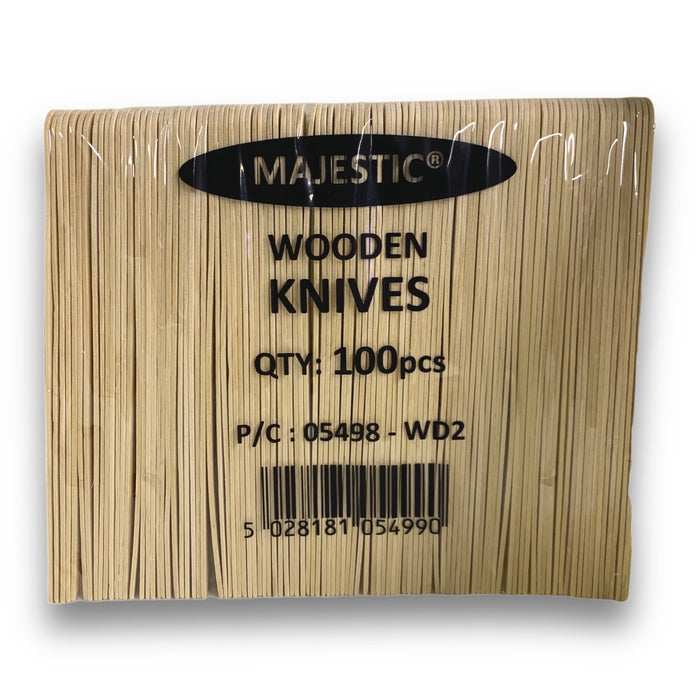 MAJESTIC®
WOODEN
KNIVES
QTY: 100pcs
P/C : 05498 - WD2
5 028181 054990